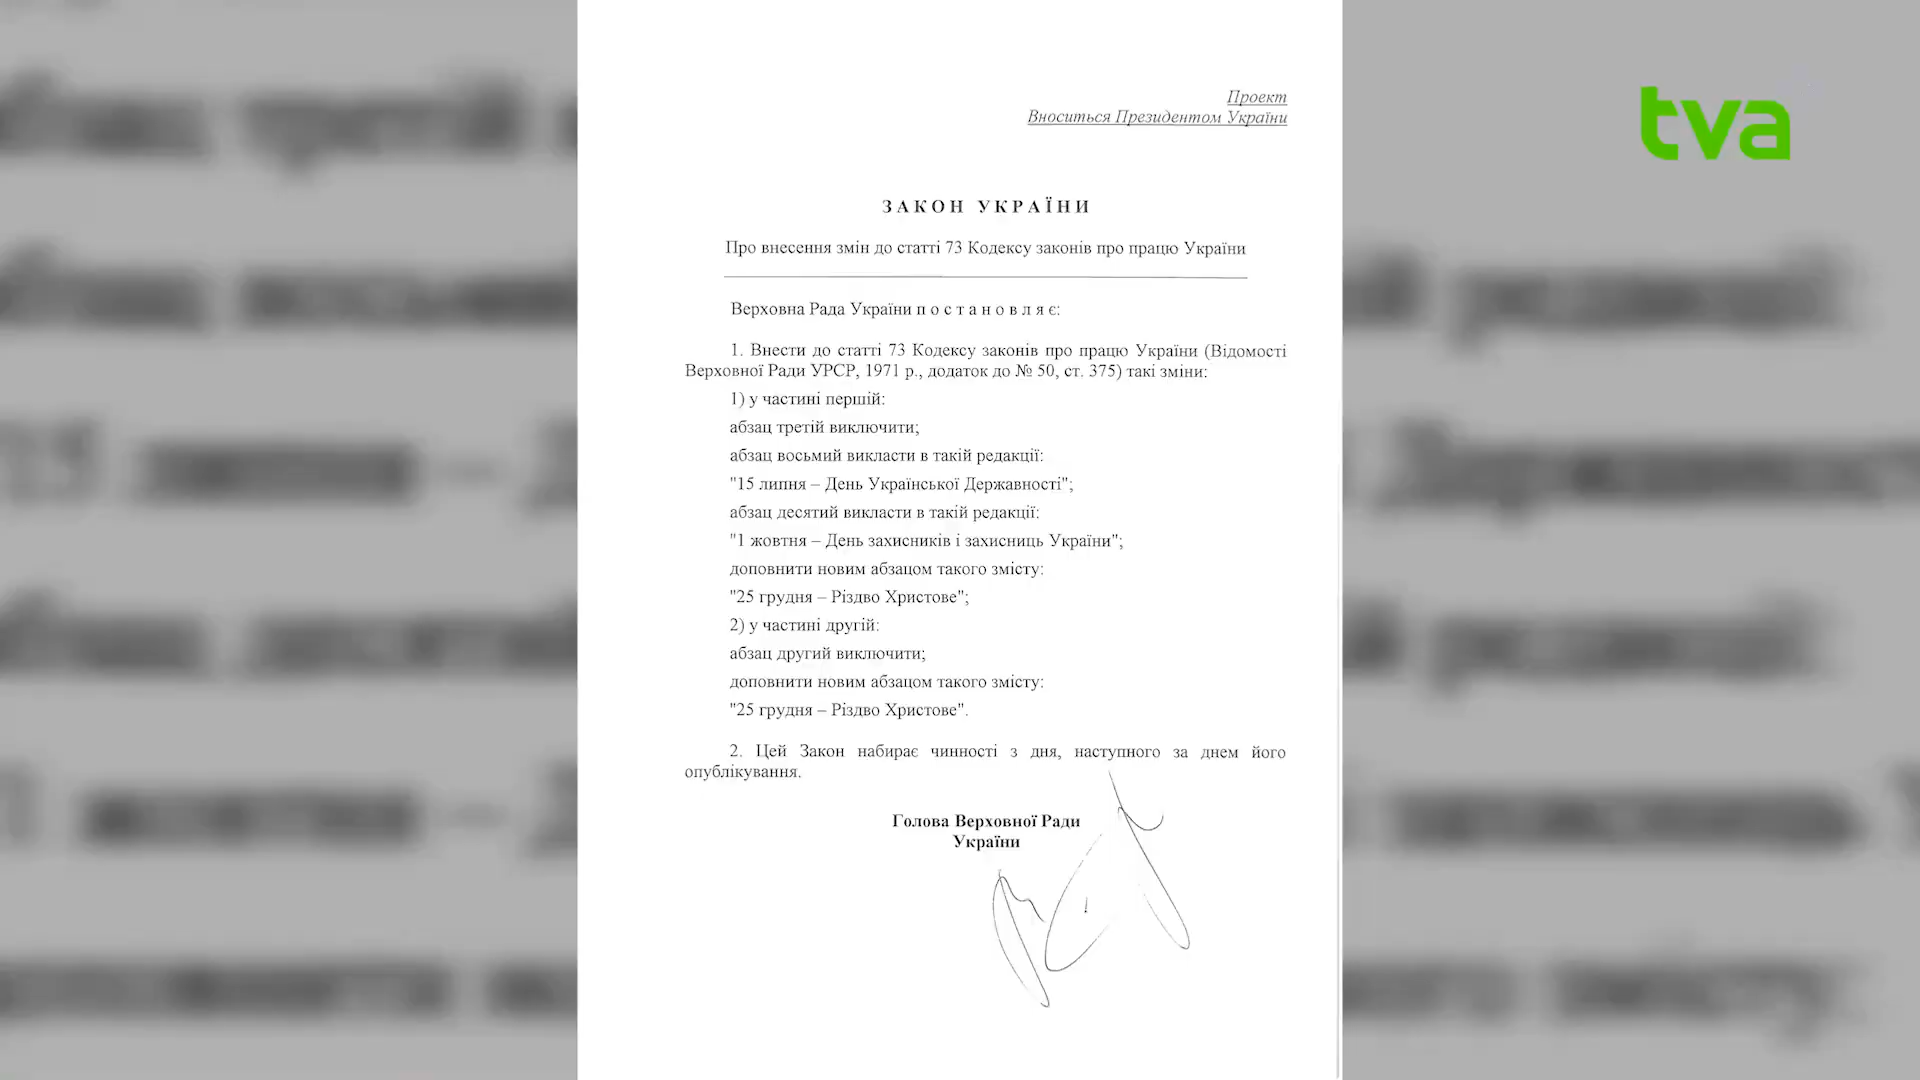 Проект
Вноситься Президентом України
tva
ЗАКОН УКРАЇНИ
Про внесення змін до статті 73 Кодексу законів про працю України
Верховна Рада України п о с т а н о в л я є:
1. Внести до статті 73 Кодексу законів про працю України (Відомості
Верховної Ради УРСР, 1971 р., додаток до № 50, ст. 375) такі зміни:
1) у частині першій:
абзац третій виключити;
абзац восьмий викласти в такій редакції:
"15 липня – День Української Державності";
абзац десятий викласти в такій редакції:
"1 жовтня – День захисників і захисниць України";
доповнити новим абзацом такого змісту:
"25 грудня – Різдво Христове";
2) у частині другій:
абзац другий виключити;
доповнити новим абзацом такого змісту:
"25 грудня – Різдво Христове".
2. Цей Закон набирає чинності з дня, наступного за днем його
опублікування.
Голова Верховної Ради
України